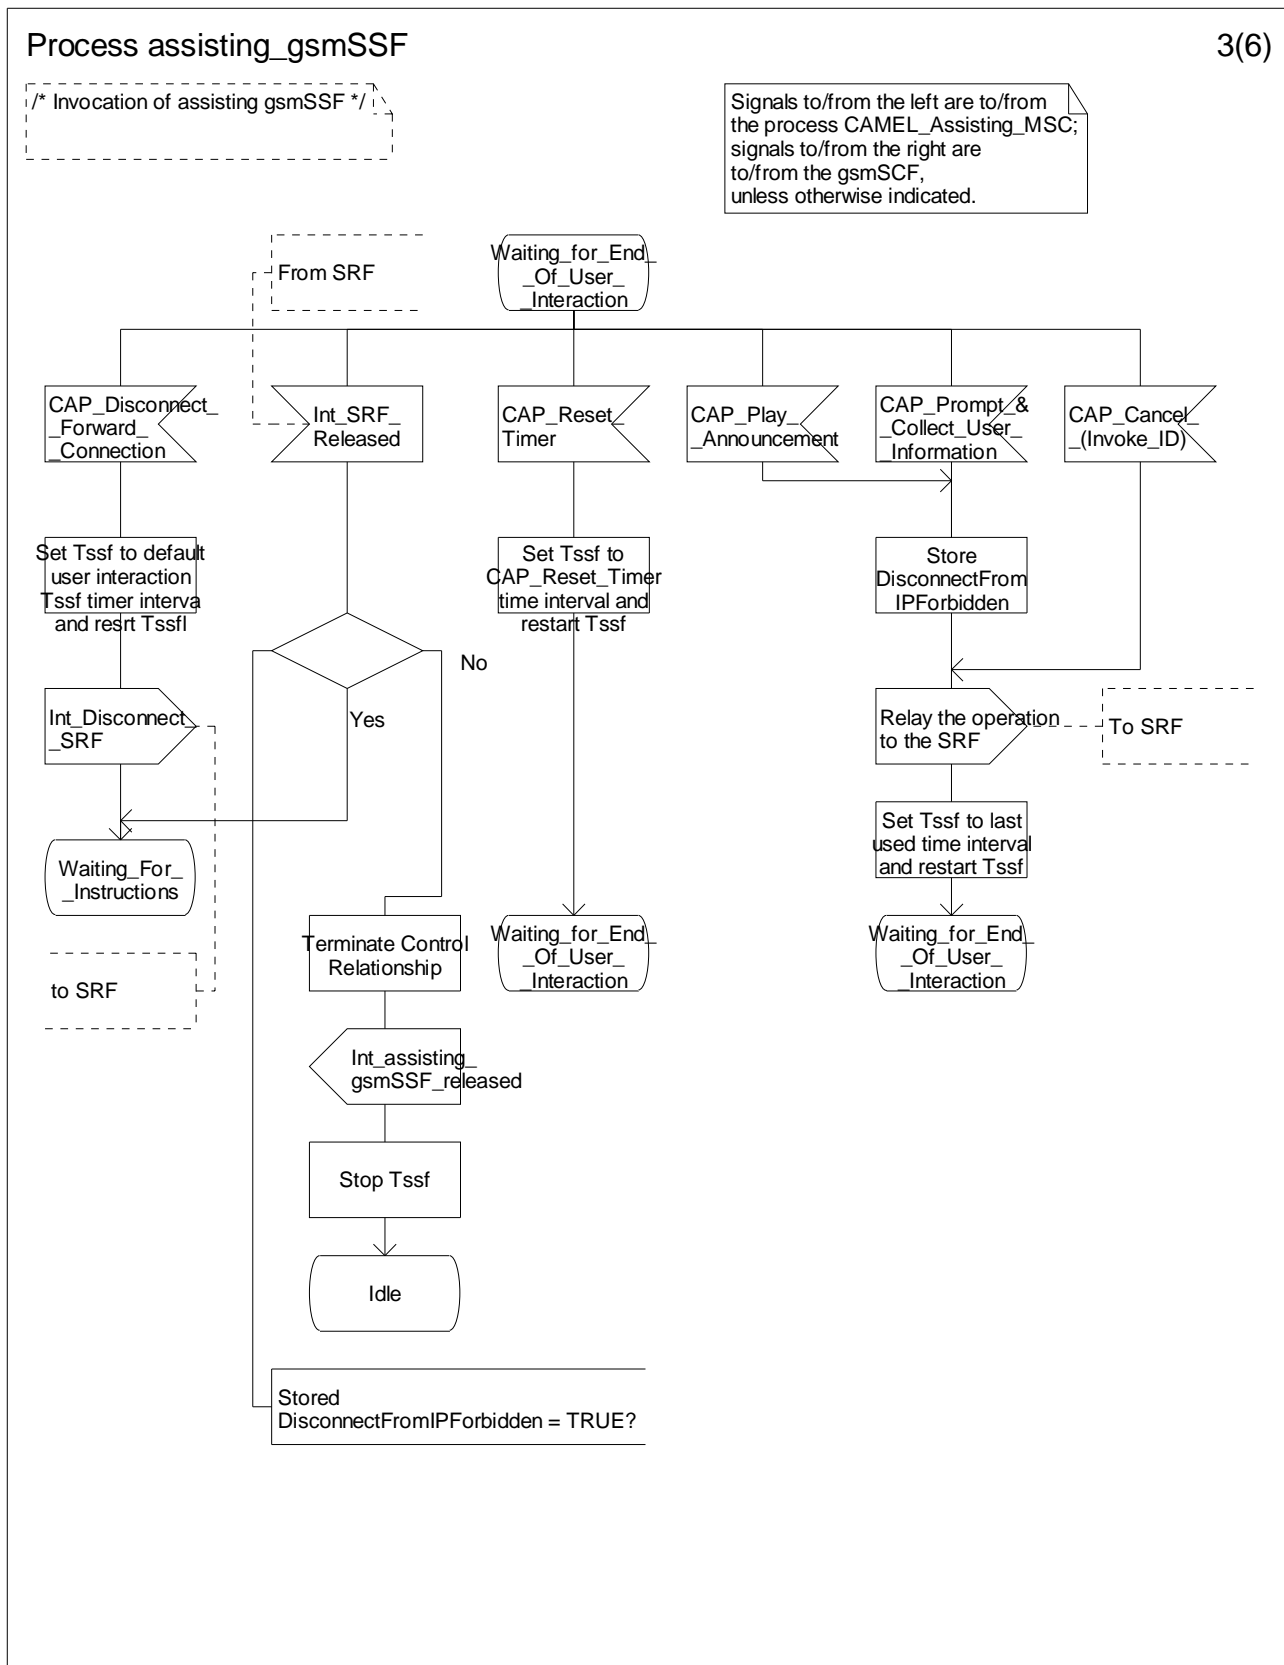 Process assisting_gsmSSF
3(6)
/* Invocation of assisting gsmSSF */
Signals to/from the left are to/from
the process CAMEL_Assisting_MSC;
signals to/from the right are
to/from the gsmSCF,
unless otherwise indicated.
From SRF
Waiting_for_End_
_Of_User_
_Interaction
CAP_Disconnect_
_Forward_
_Connection
Int_SRF_
_Released
CAP_Reset_
_Timer
CAP_Play_
_Announcement
CAP_Prompt_&
_Collect_User_
_Information
CAP_Cancel_
_(Invoke_ID)
Set Tssf to default
user interaction
Tssf timer interva
and resrt Tssfl
Set Tssf to
CAP_Reset_Timer
time interval and
restart Tssf
Store
DisconnectFrom
IPForbidden
No
Yes
Int_Disconnect_
_SRF
Relay the operation
to the SRF
To SRF
Set Tssf to last
used time interval
and restart Tssf
Waiting_For_
_Instructions
Terminate Control
Relationship
Waiting_for_End_
_Of_User_
_Interaction
Waiting_for_End_
_Of_User_
_Interaction
to SRF
Int_assisting_
gsmSSF_released
Stop Tssf
Idle
Stored
DisconnectFromIPForbidden = TRUE?